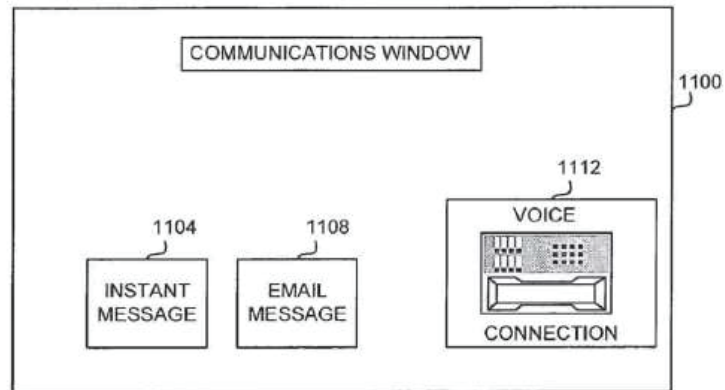 COMMUNICATIONS WINDOW
1100
1112
VOICE
1104
1108
INSTANT
MESSAGE
EMAIL
MESSAGE
CONNECTION